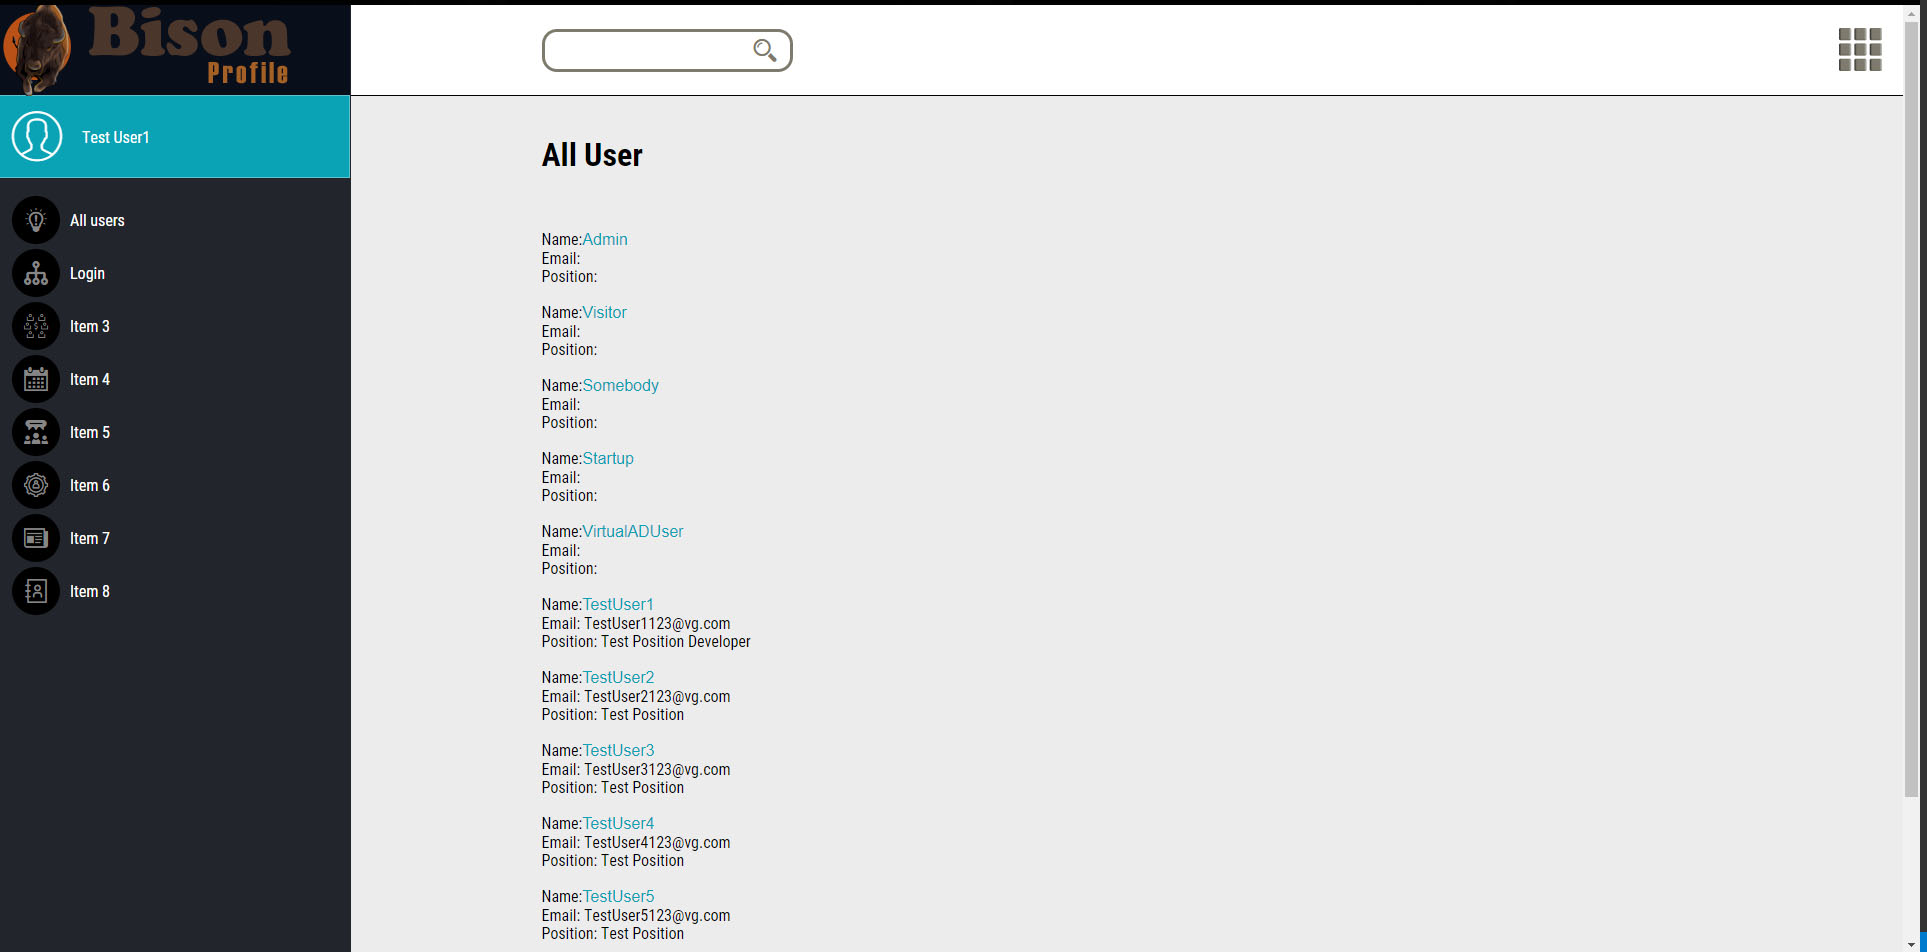 Bison
Profile
Test User1
All users
Login
Item 3
Item 4
Item 5
Item 6
Item 7
Item 8
All User
Name:Admin
Email:
Position:
Name:Visitor
Email:
Position:
Name:Somebody
Email:
Position:
Name:Startup
Email:
Position:
Name:VirtualADUser
Email:
Position:
Name:TestUser1
Email: TestUser1123@vg.com
Position: Test Position Developer
Name:TestUser2
Email: TestUser2123@vg.com
Position: Test Position
Name:TestUser3
Email: TestUser3123@vg.com
Position: Test Position
Name:TestUser4
Email: TestUser4123@vg.com
Position: Test Position
Name:TestUser5
Email: TestUser5123@vg.com
Position: Test Position